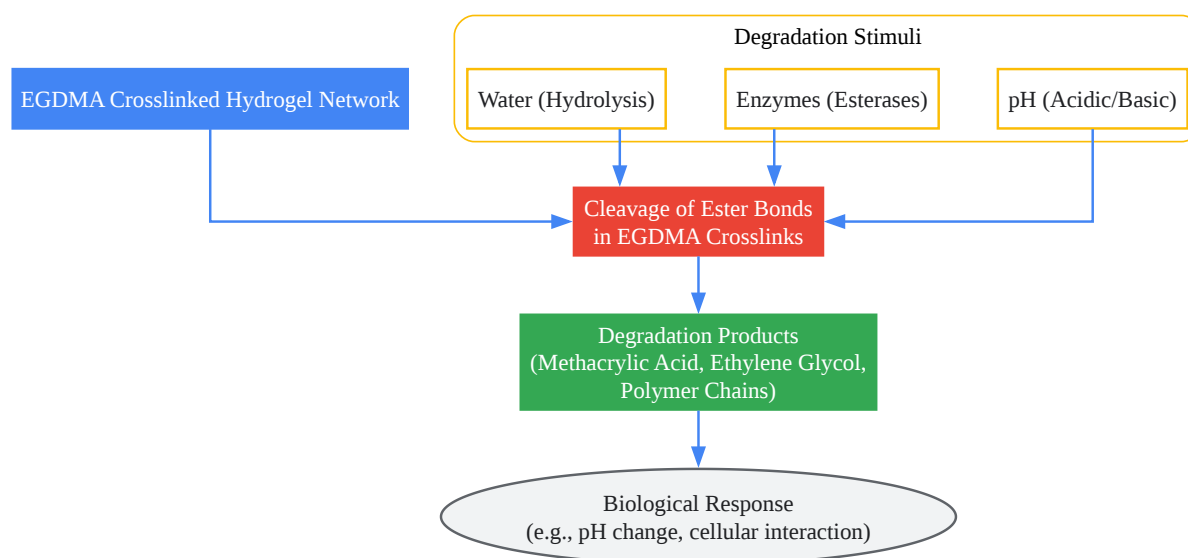 Degradation Stimuli
EGDMA Crosslinked Hydrogel Network
Water (Hydrolysis)
Enzymes (Esterases)
pH (Acidic/Basic)
Cleavage of Ester Bonds
in EGDMA Crosslinks
Degradation Products
(Methacrylic Acid, Ethylene Glycol,
Polymer Chains)
Biological Response
(e.g., pH change, cellular interaction)